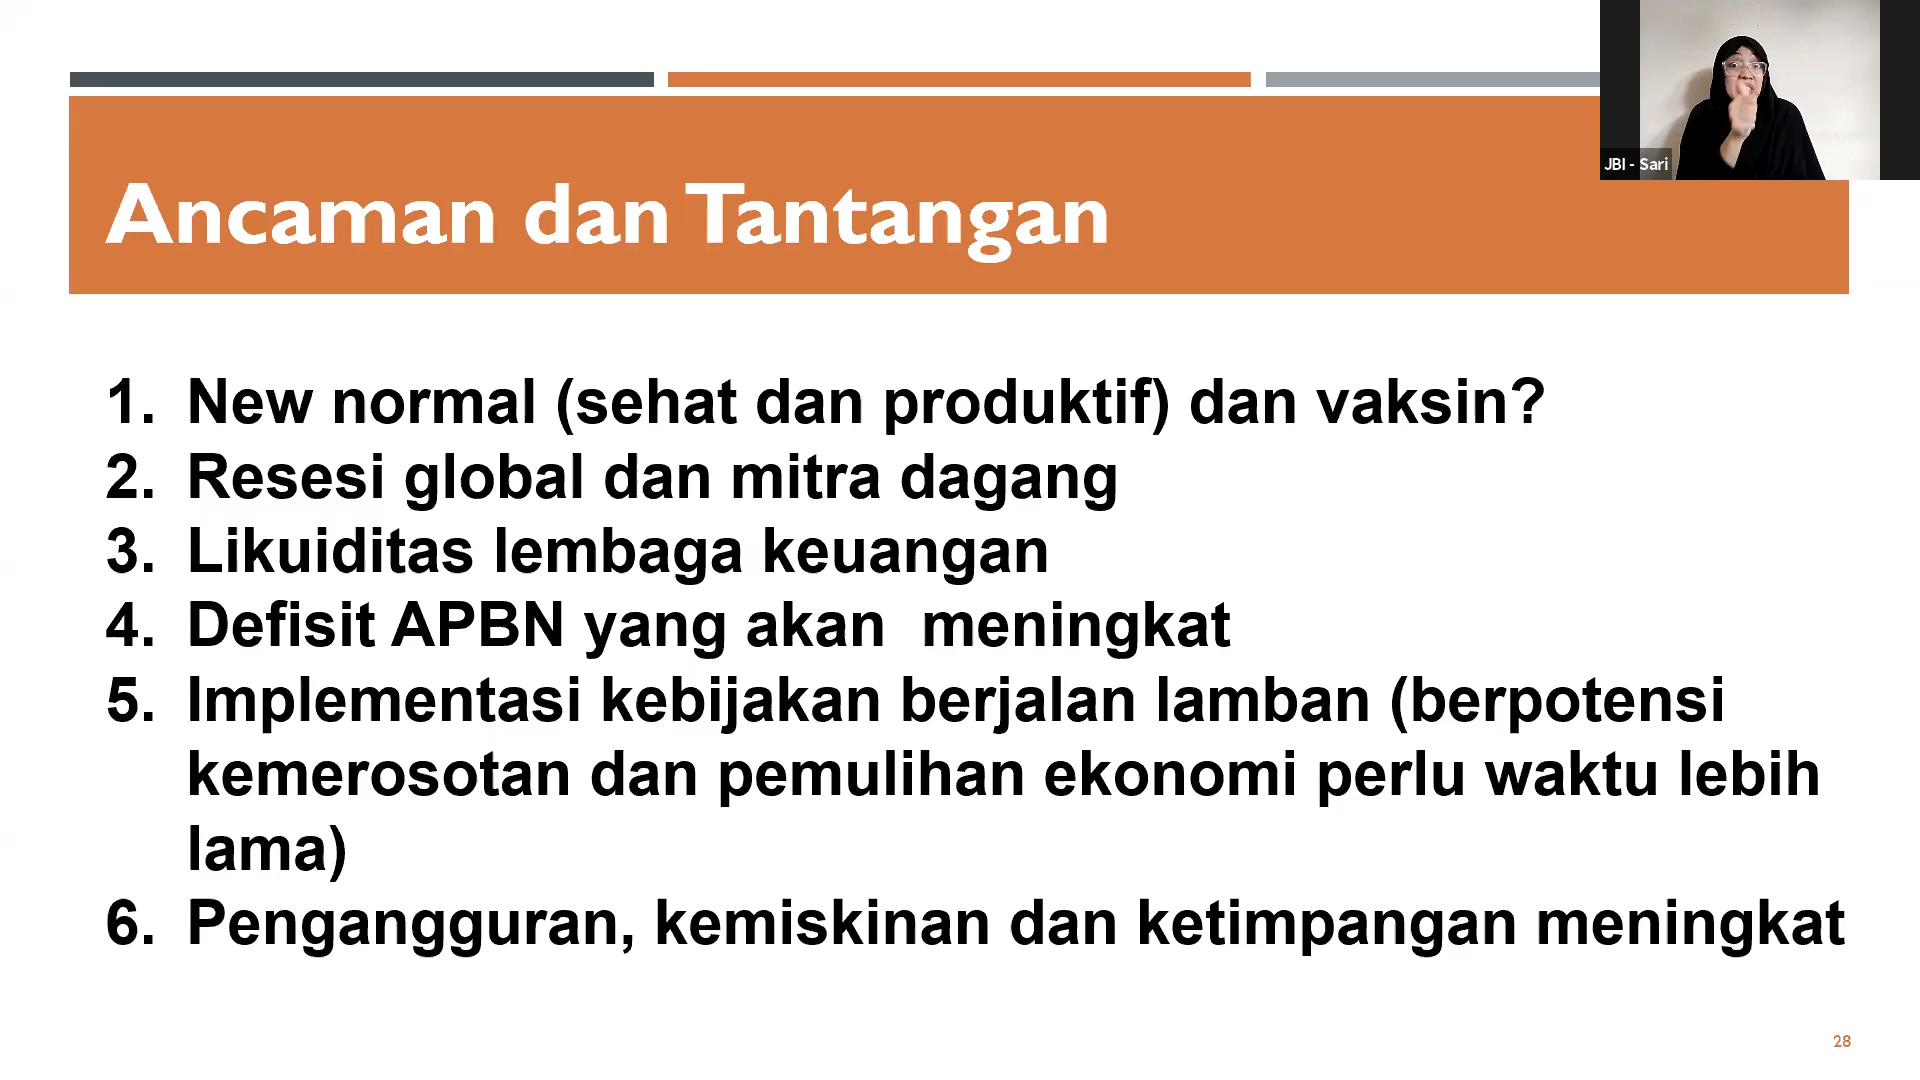 JBI - Sari
Ancaman dan Tantangan
1. New normal (sehat dan produktif) dan vaksin?
2. Resesi global dan mitra dagang
3. Likuiditas lembaga keuangan
4. Defisit APBN yang akan  meningkat
5. Implementasi kebijakan berjalan lamban (berpotensi
kemerosotan dan pemulihan ekonomi perlu waktu lebih
lama)
6. Pengangguran, kemiskinan dan ketimpangan meningkat
28